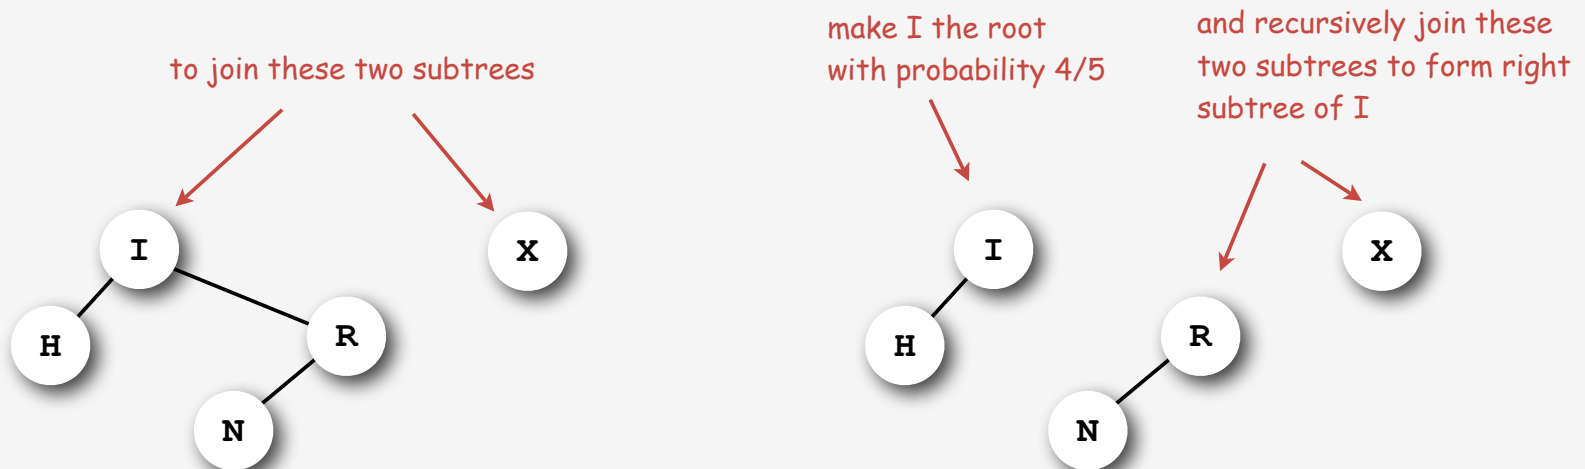 to join these two subtrees
make I the root
with probability 4/5
and recursively join these
two subtrees to form right
subtree of I
I
X
H
R
N
I
X
H
R
N